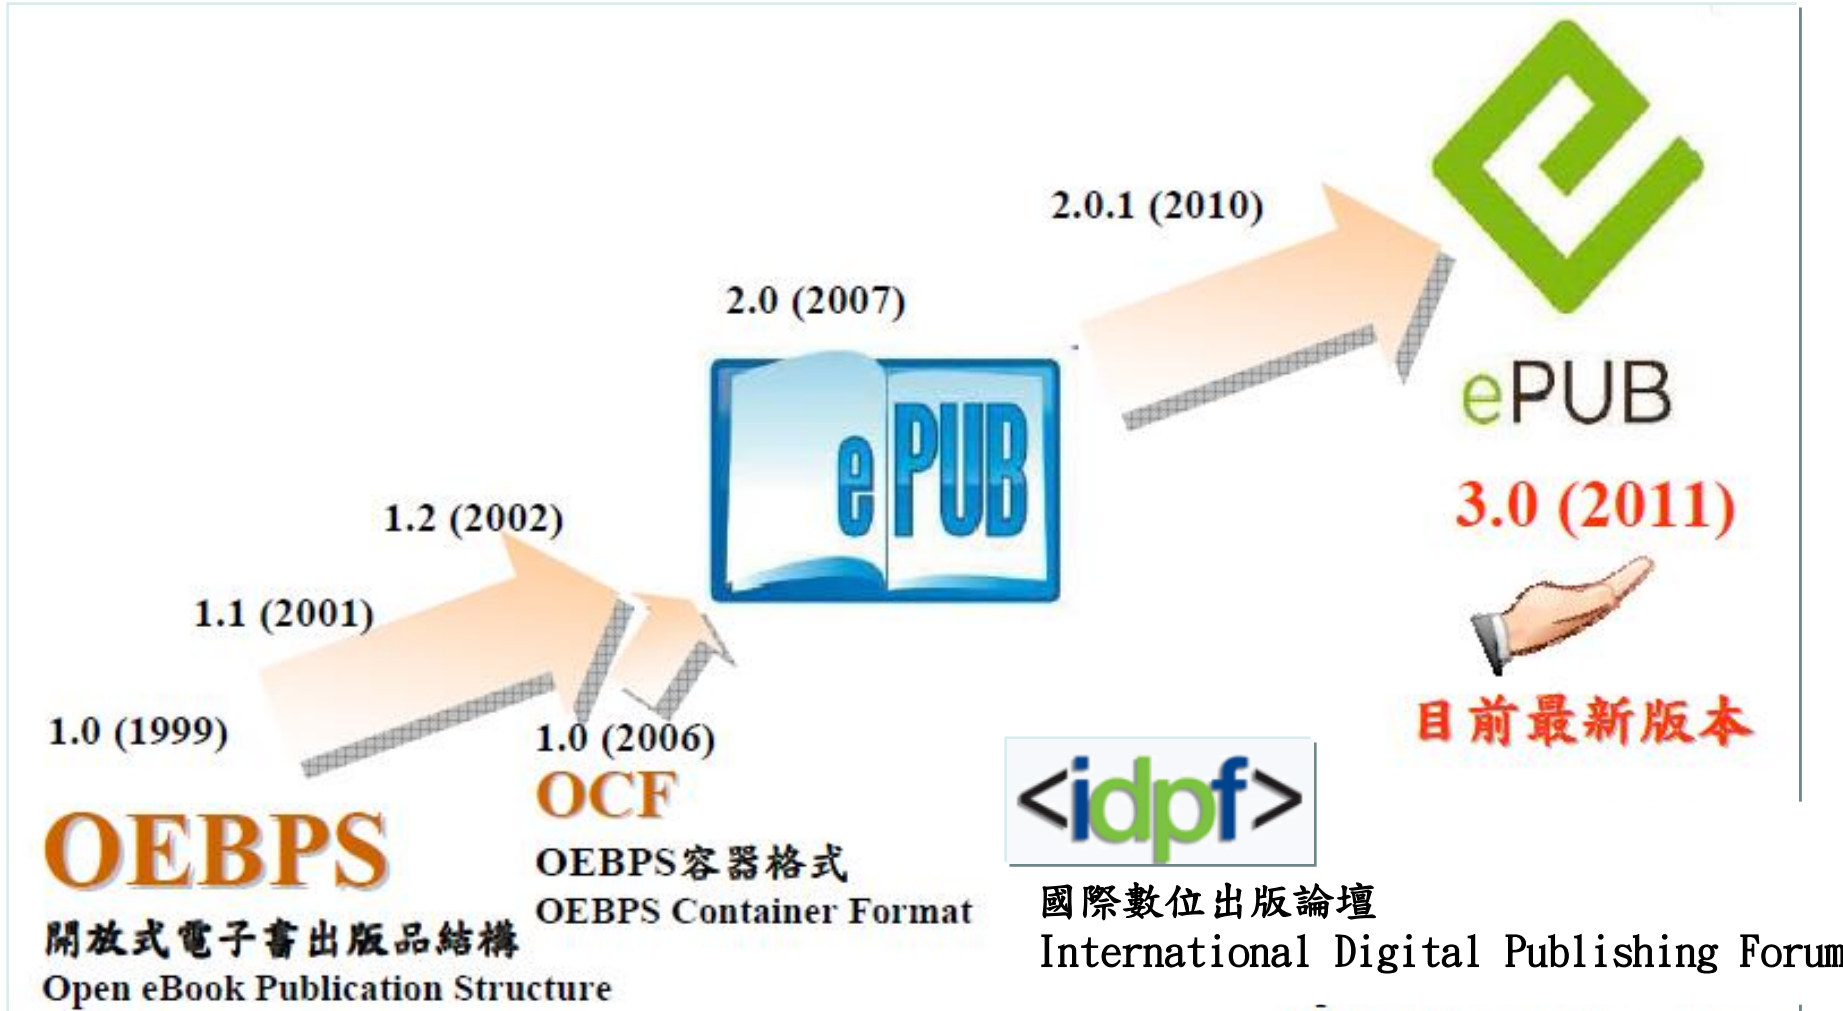 2.0.1 (2010)
2.0 (2007)
ePUB
ePUB
3.0 (2011)
目前最新版本
1.2 (2002)
1.1 (2001)
1.0 (1999)
OEBPS
開放式電子書出版品結構
Open eBook Publication Structure
1.0 (2006)
OCF
OEBPS容器格式
OEBPS Container Format
<idpf>
國際數位出版論壇
International Digital Publishing Forum